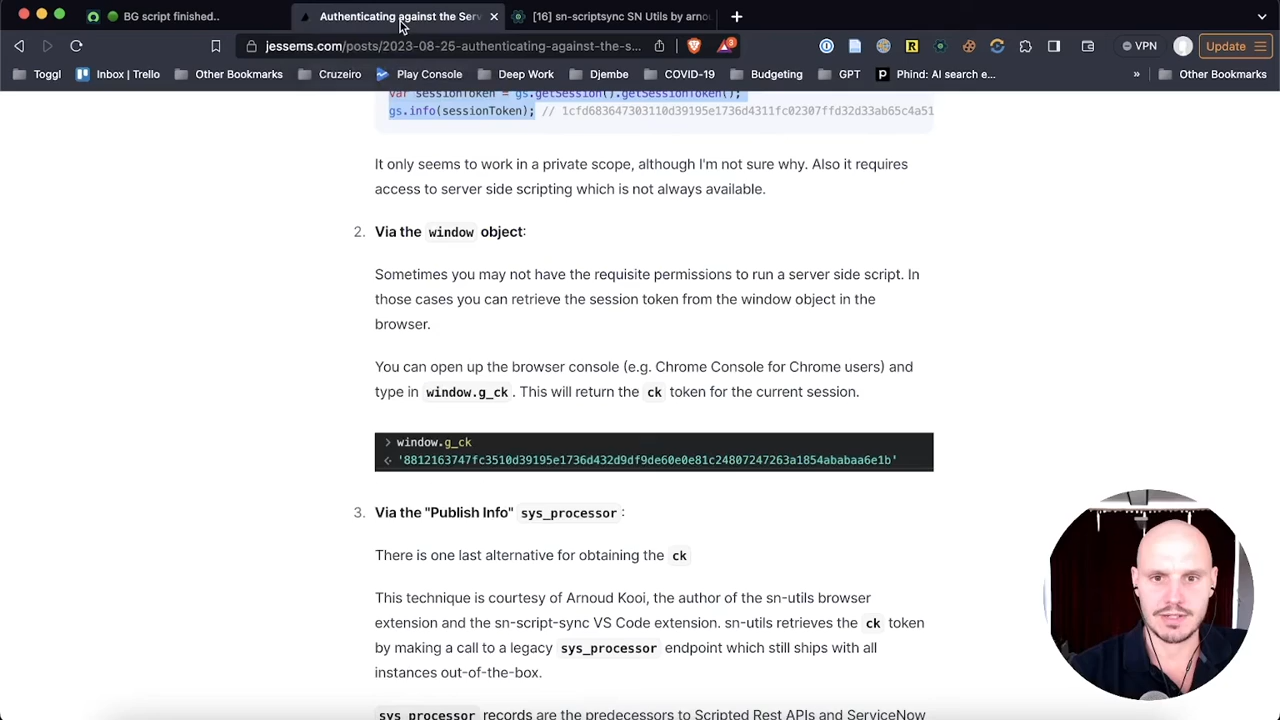 BG script finished..
Authenticating against the Serv
[16] sn-scriptsync SN Utils by arnou
jessems.com/posts/2023-08-25-authenticating-against-the-s...
VPN
Update
Toggl
Inbox | Trello
Other Bookmarks
Cruzeiro
Play Console
Deep Work
Djembe
COVID-19
Budgeting
GPT
Phind: AI search e...
»
Other Bookmarks
var sessionToken = gs.getSession().getSessionToken();
gs.info(sessionToken); // 1cfd683647303110d39195e1736d4311fc02307ffd32d33ab65c4a51
It only seems to work in a private scope, although I'm not sure why. Also it requires
access to server side scripting which is not always available.
2. Via the window object:
Sometimes you may not have the requisite permissions to run a server side script. In
those cases you can retrieve the session token from the window object in the
browser.
You can open up the browser console (e.g. Chrome Console for Chrome users) and
type in window.g_ck . This will return the ck token for the current session.
> window.g_ck
'8812163747fc3510d39195e1736d432d9df9de60e0e81c24807247263a1854ababaa6e1b'
3. Via the "Publish Info" sys_processor :
There is one last alternative for obtaining the ck
This technique is courtesy of Arnoud Kooi, the author of the sn-utils browser
extension and the sn-script-sync VS Code extension. sn-utils retrieves the ck token
by making a call to a legacy sys_processor endpoint which still ships with all
instances out-of-the-box.
sys_processor records are the predecessors to Scripted Rest APIs and ServiceNow